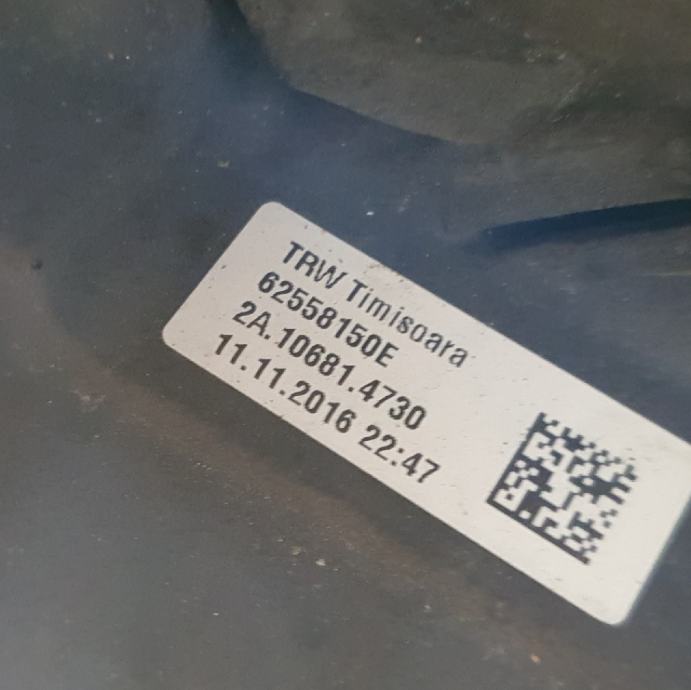 TRW Timisoara
62558150E
2A.10681.4730
11.11.2016 22:47